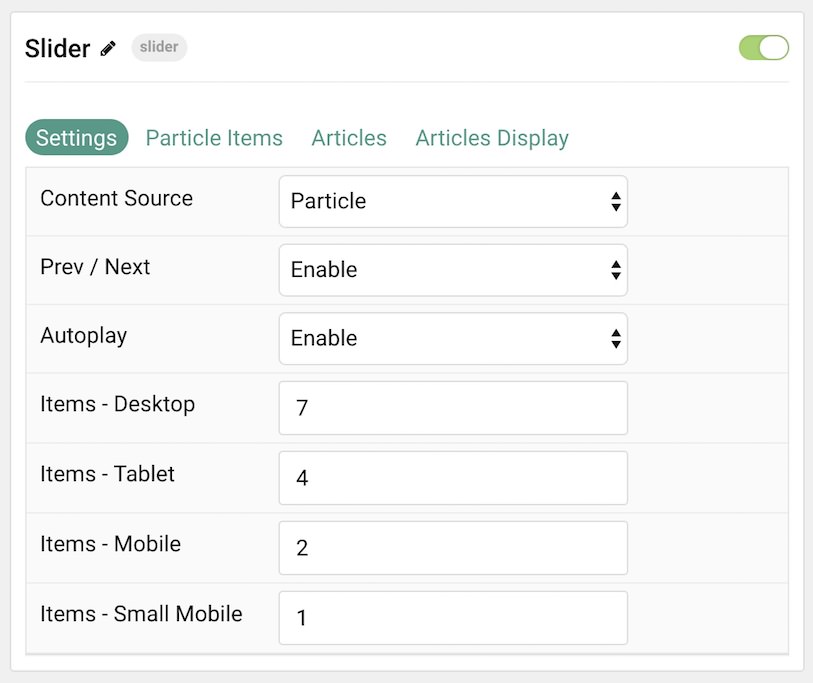 Slider slider
Settings Particle Items Articles Articles Display
Content Source Particle
Prev / Next Enable
Autoplay Enable
Items - Desktop 7
Items - Tablet 4
Items - Mobile 2
Items - Small Mobile 1